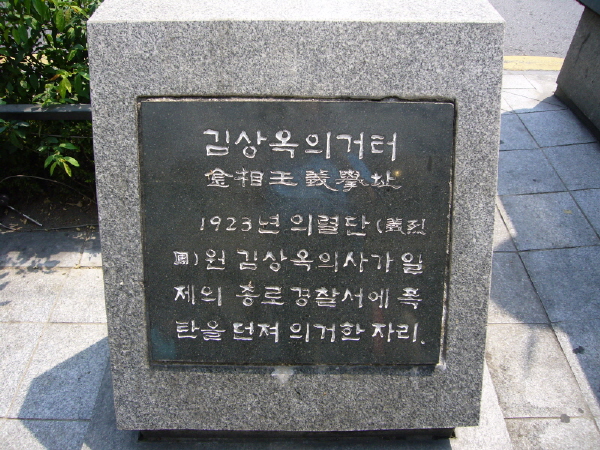 김상옥의거터
金相玉義擧址
1923년 의렬단(義烈
團)원 김상옥의사가 일
제의 종로경찰서에 폭
탄을 던져 의거한 자리.